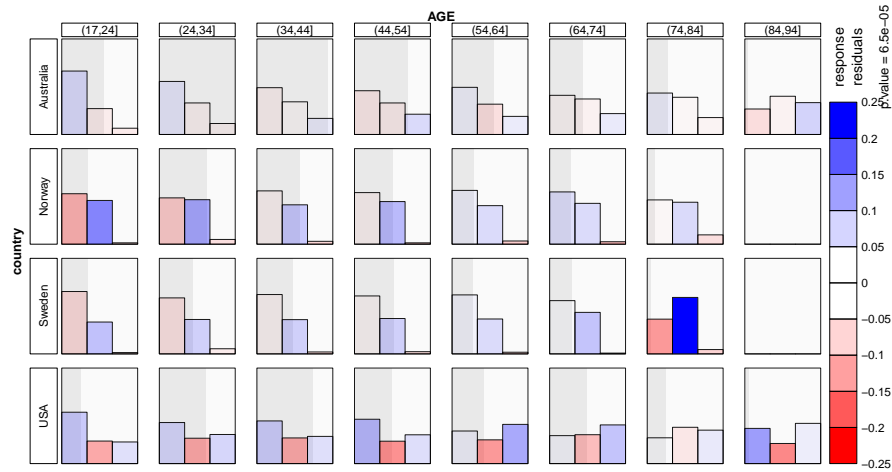 AGE
(17,24]
(24,34]
(34,44]
(44,54]
(54,64]
(64,74]
(74,84]
(84,94]
country
Australia
Norway
Sweden
USA
response
residuals
p.value = 6.5e−05
0.25
0.2
0.15
0.1
0.05
0
−0.05
−0.1
−0.15
−0.2
−0.25